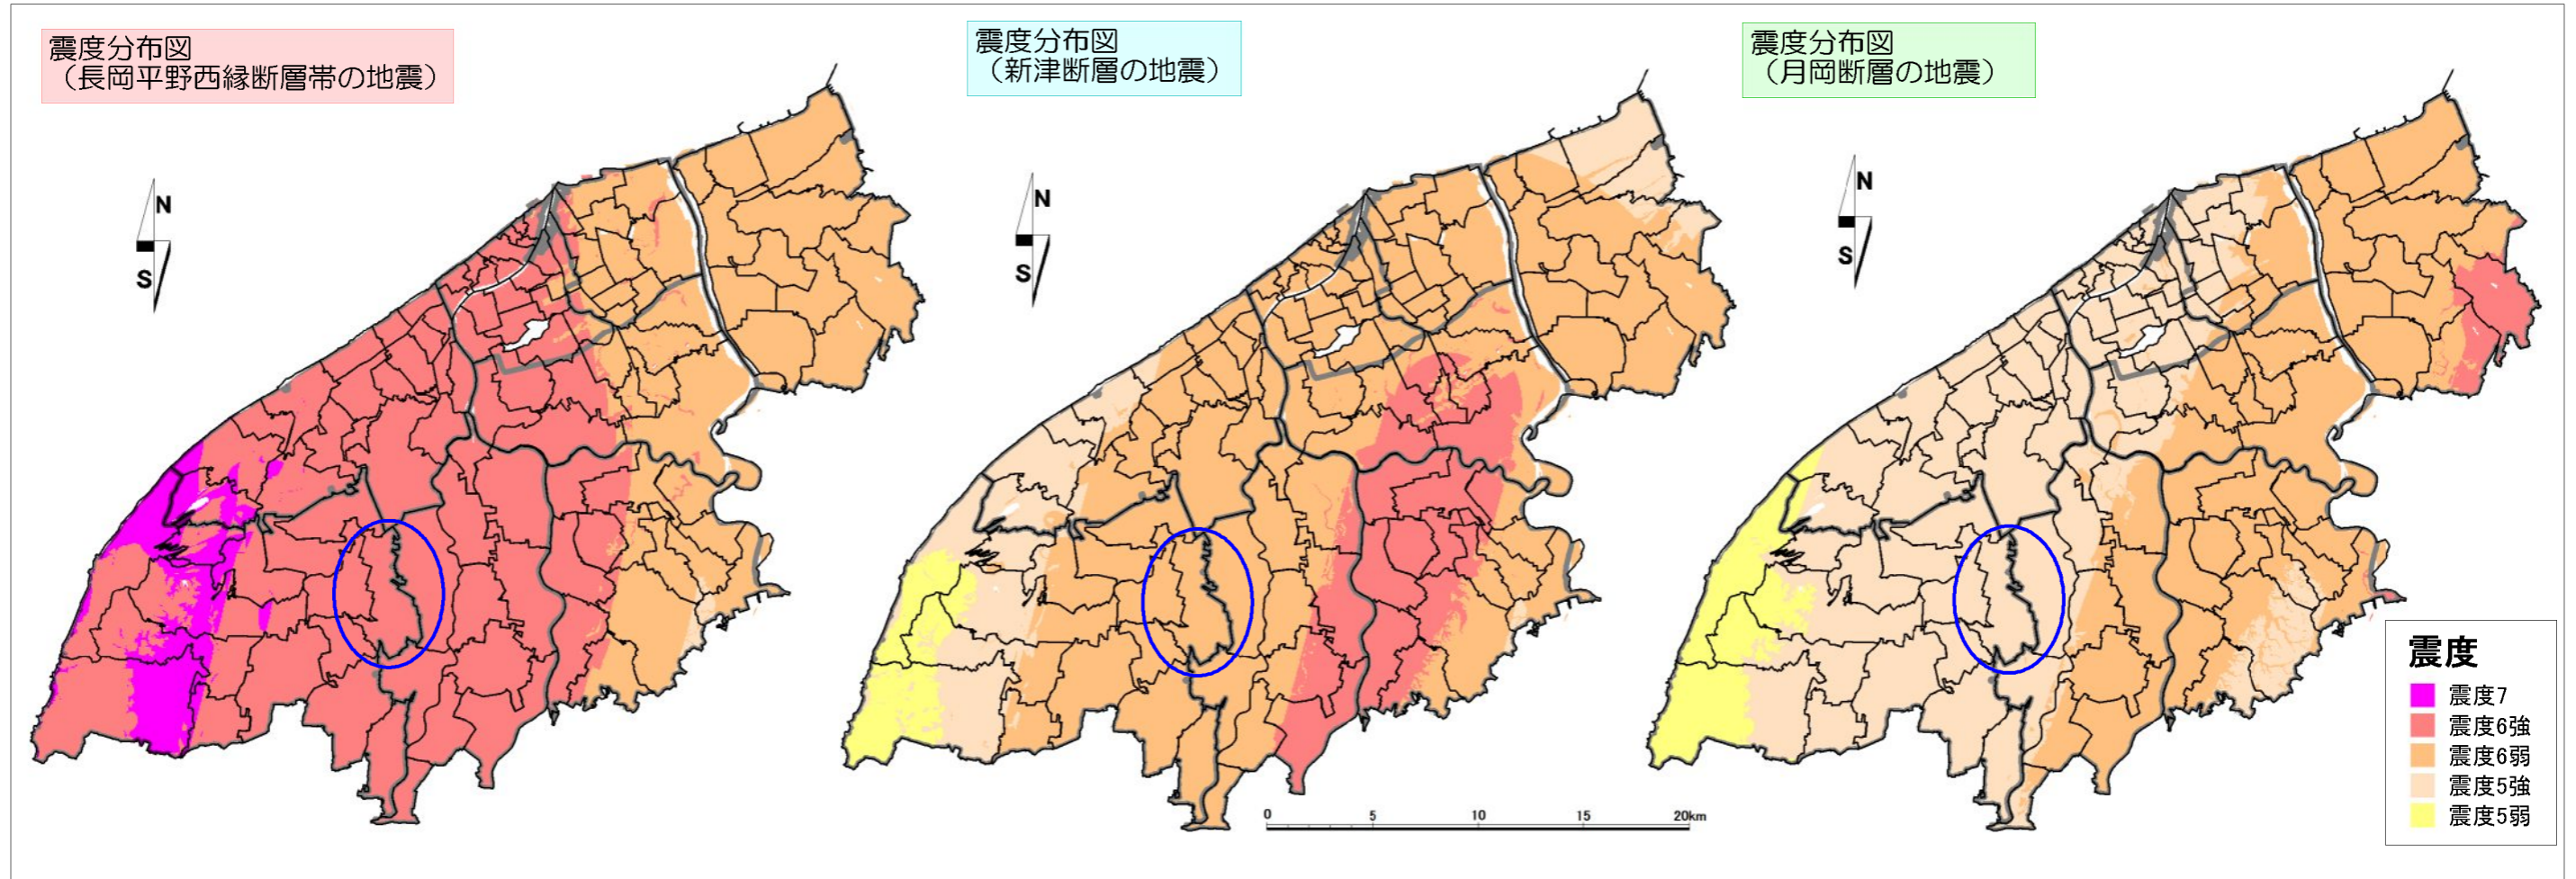 震度分布図
（長岡平野西縁断層帯の地震）
震度分布図
（新津断層の地震）
震度分布図
（月岡断層の地震）
N
S
N
S
N
S
震度
震度7
震度6強
震度6弱
震度5強
震度5弱
0 5 10 15 20km